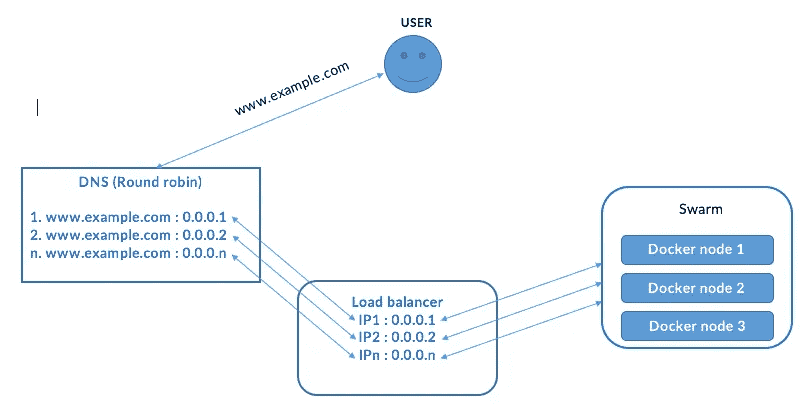 USER
www.example.com
DNS (Round robin)
1. www.example.com : 0.0.0.1
2. www.example.com : 0.0.0.2
n. www.example.com : 0.0.0.n
Load balancer
IP1 : 0.0.0.1
IP2 : 0.0.0.2
IPn : 0.0.0.n
Swarm
Docker node 1
Docker node 2
Docker node 3